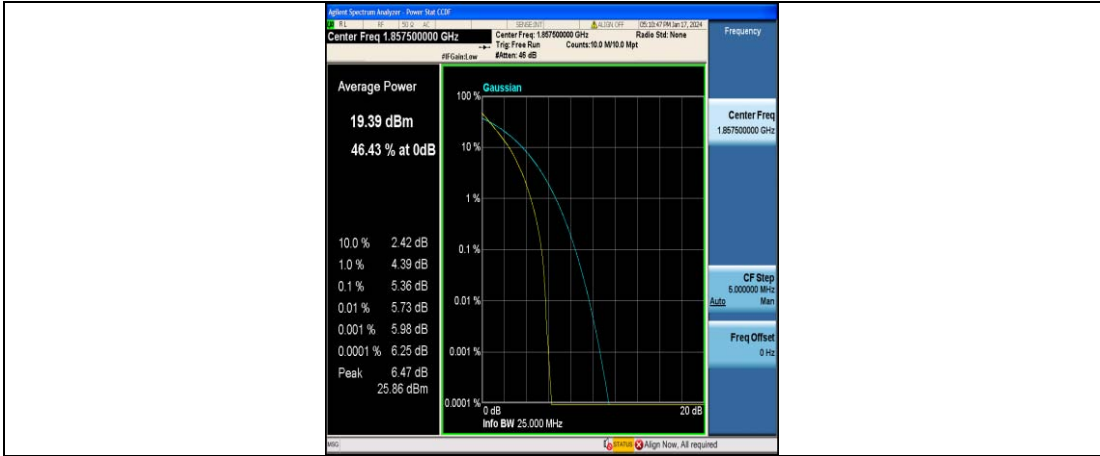 Agilent Spectrum Analyzer - Power Stat CCDF
RL RF 50 Ω AC SENSE:INT ALIGN OFF 05:10:47 PM Jan 17, 2024
Center Freq 1.857500000 GHz
Center Freq: 1.857500000 GHz Radio Std: None
Trig: Free Run Counts:10.0 M/10.0 Mpt
#IFGain:Low #Atten: 46 dB
Frequency
Average Power
19.39 dBm
46.43 % at 0dB
10.0 % 2.42 dB
1.0 % 4.39 dB
0.1 % 5.36 dB
0.01 % 5.73 dB
0.001 % 5.98 dB
0.0001 % 6.25 dB
Peak 6.47 dB
25.86 dBm
Gaussian
100 %
10 %
1 %
0.1 %
0.01 %
0.001 %
0.0001 %
0 dB 20 dB
Info BW 25.000 MHz
Center Freq
1.857500000 GHz
CF Step
5.000000 MHz
Auto Man
Freq Offset
0 Hz
MSG STATUS Align Now, All required